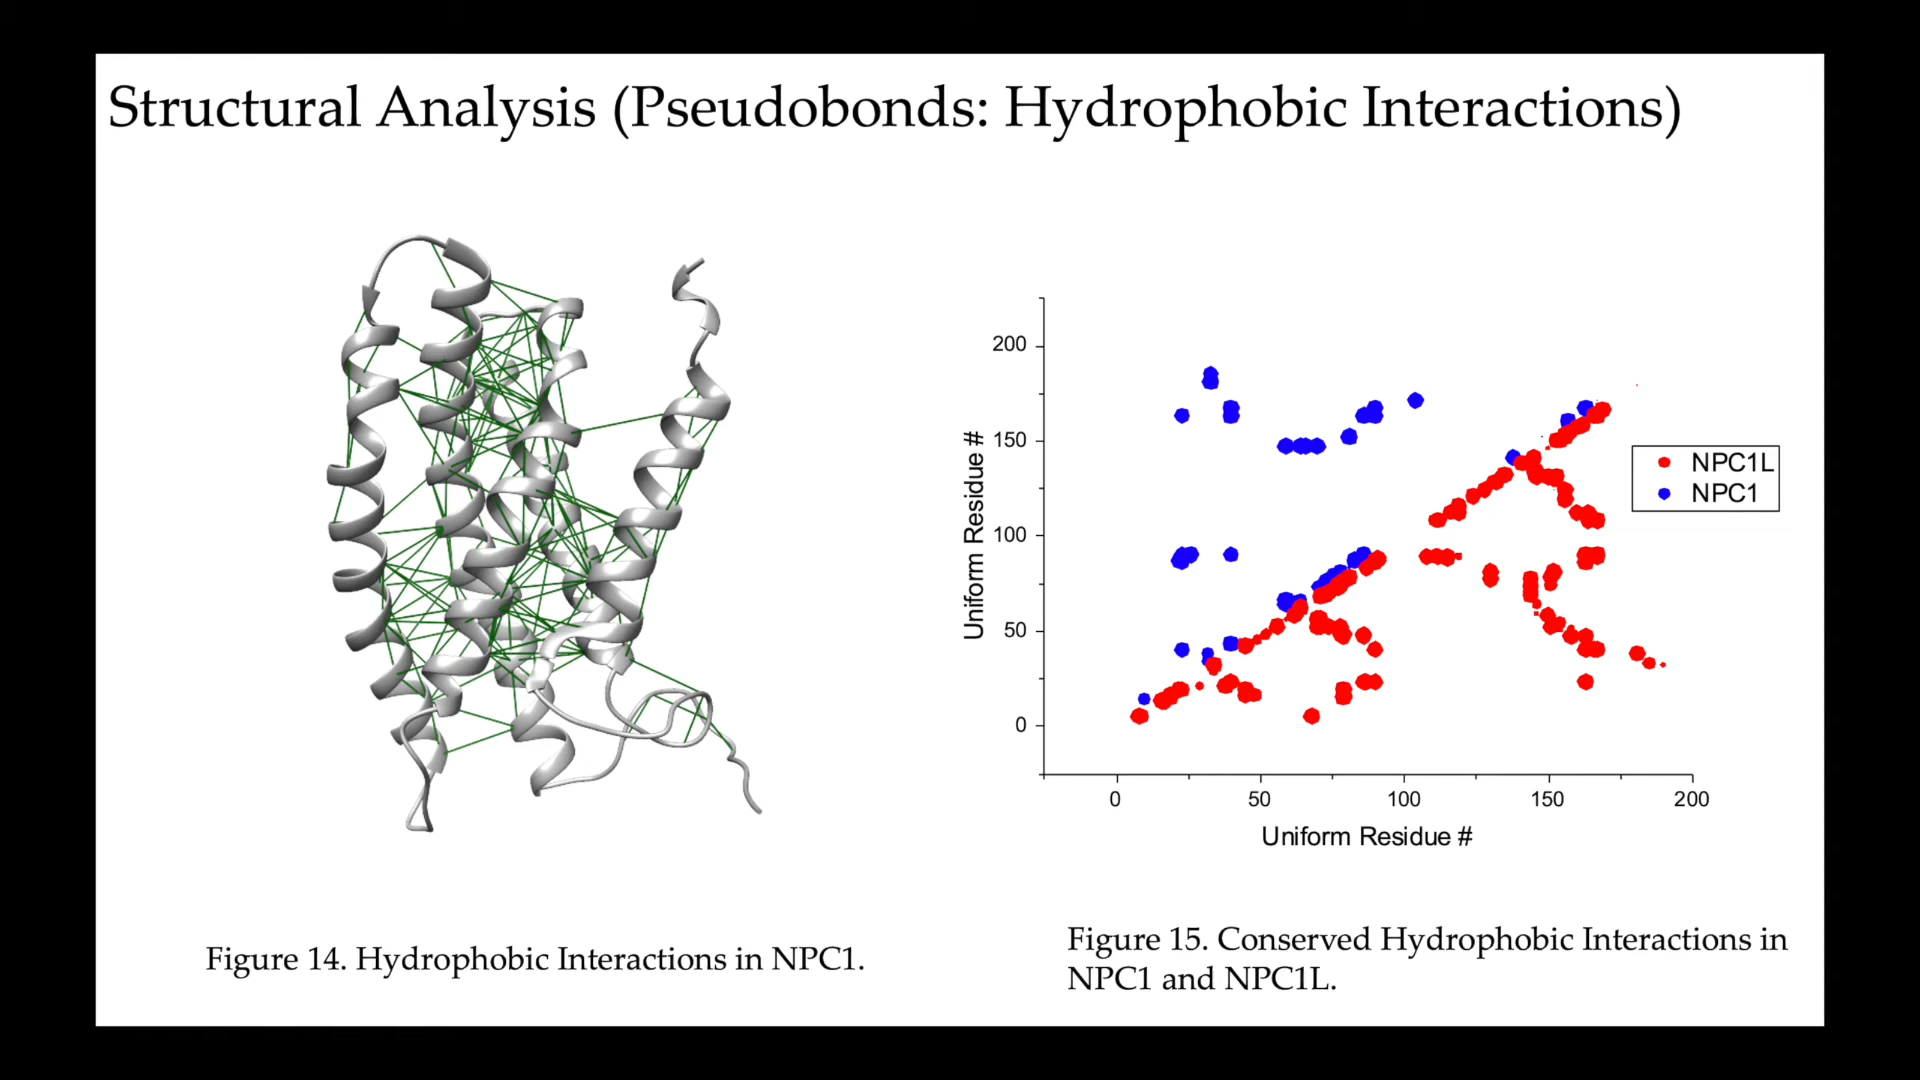 Structural Analysis (Pseudobonds: Hydrophobic Interactions)
200
150
100
50
0
Uniform Residue #
NPC1L
NPC1
0 50 100 150 200
Uniform Residue #
Figure 14. Hydrophobic Interactions in NPC1.
Figure 15. Conserved Hydrophobic Interactions in
NPC1 and NPC1L.